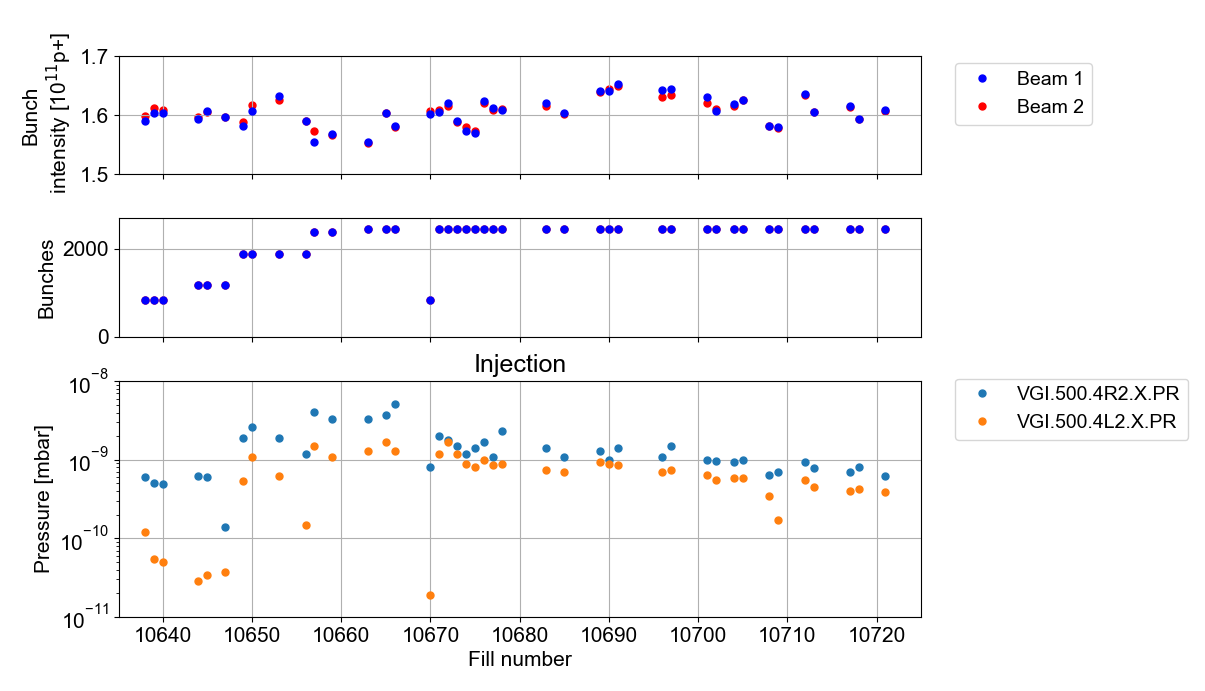 Bunch
intensity [10¹¹p+]
1.7
1.6
1.5
Beam 1
Beam 2
Bunches
2000
0
Injection
Pressure [mbar]
10⁻⁸
10⁻⁹
10⁻¹⁰
10⁻¹¹
VGI.500.4R2.X.PR
VGI.500.4L2.X.PR
10640 10650 10660 10670 10680 10690 10700 10710 10720
Fill number